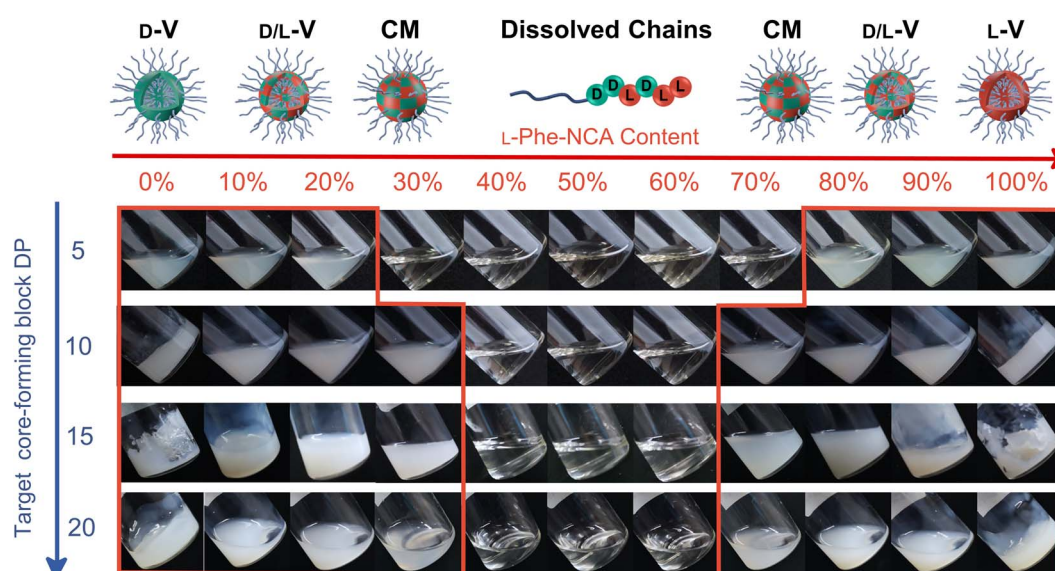 D-V D/L-V CM Dissolved Chains CM D/L-V L-V
D D L D L L
L-Phe-NCA Content
0% 10% 20% 30% 40% 50% 60% 70% 80% 90% 100%
Target core-forming block DP
5
10
15
20